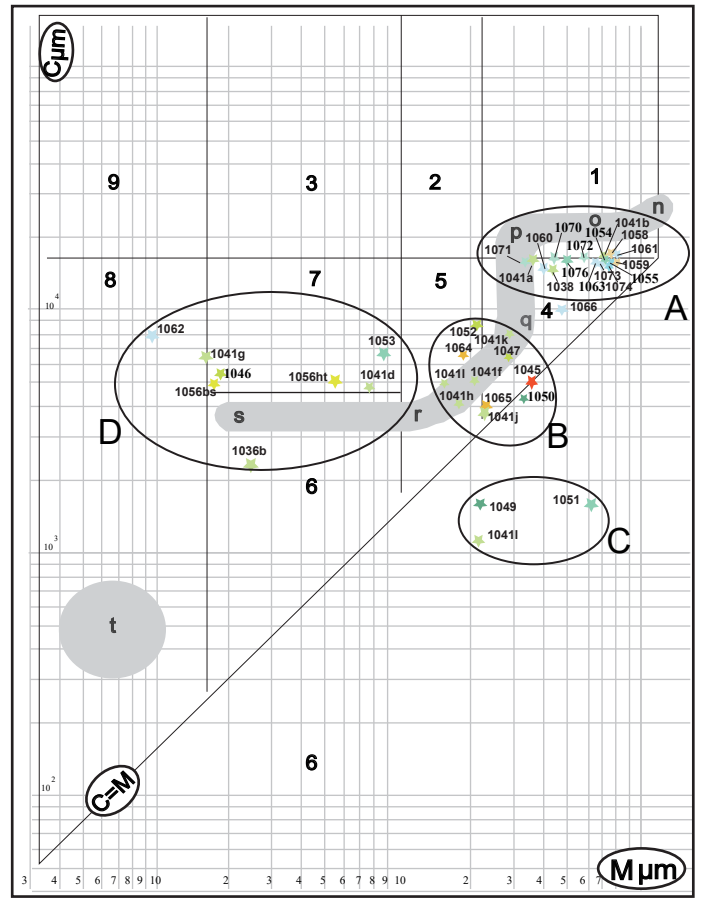 Cµm
9 3 2 1
n
p o 1041b
1070 1054 1058
1060
1071 1072 1061
1041a 1076 1073 1059
1038 1063 1074 1055
8 7 5 4 1066 A
10 4
q
1062 1052 1041k
1053 1064 1047
1041g
1046 1056ht 1041d 1041l 1041f 1045
1056bs 1041h 1065 1050
s r 1041j
D B
1036b
6
1049 1051
1041l C
10 3
t
6
10 2
C=M
M µm
3 4 5 6 7 8 9 10 2 3 4 5 6 7 8 9 10 2 3 4 5 6 7